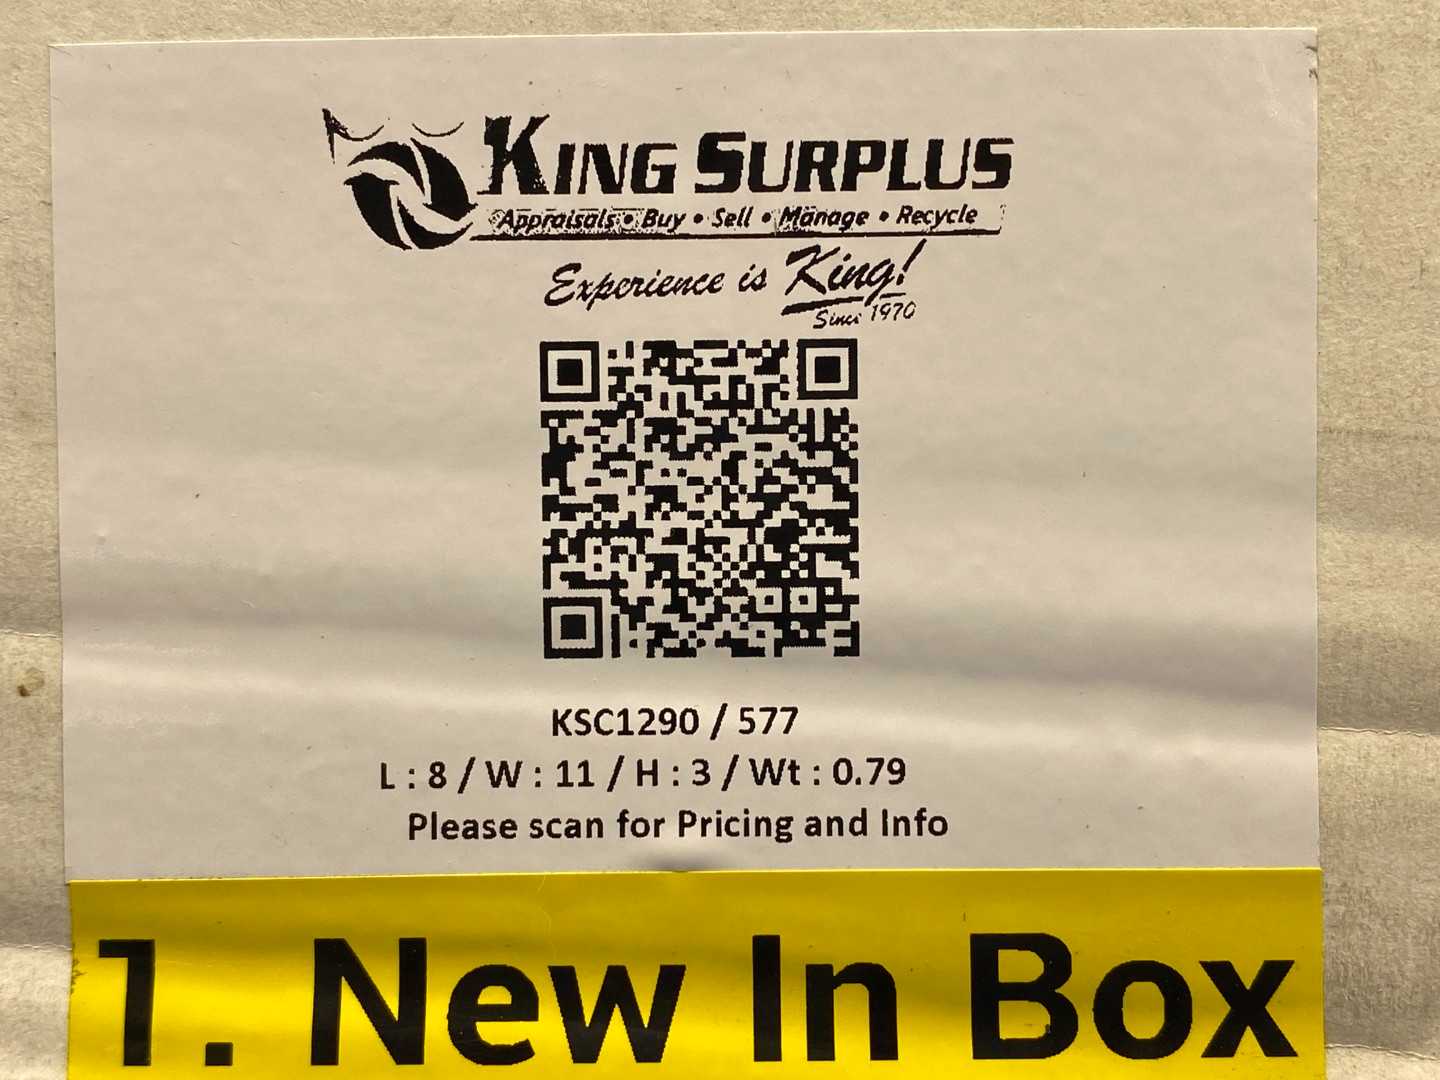 KING SURPLUS
Appraisals • Buy • Sell • Manage • Recycle
Experience is King!
Since 1970
KSC1290 / 577
L : 8 / W : 11 / H : 3 / Wt : 0.79
Please scan for Pricing and Info
1. New In Box